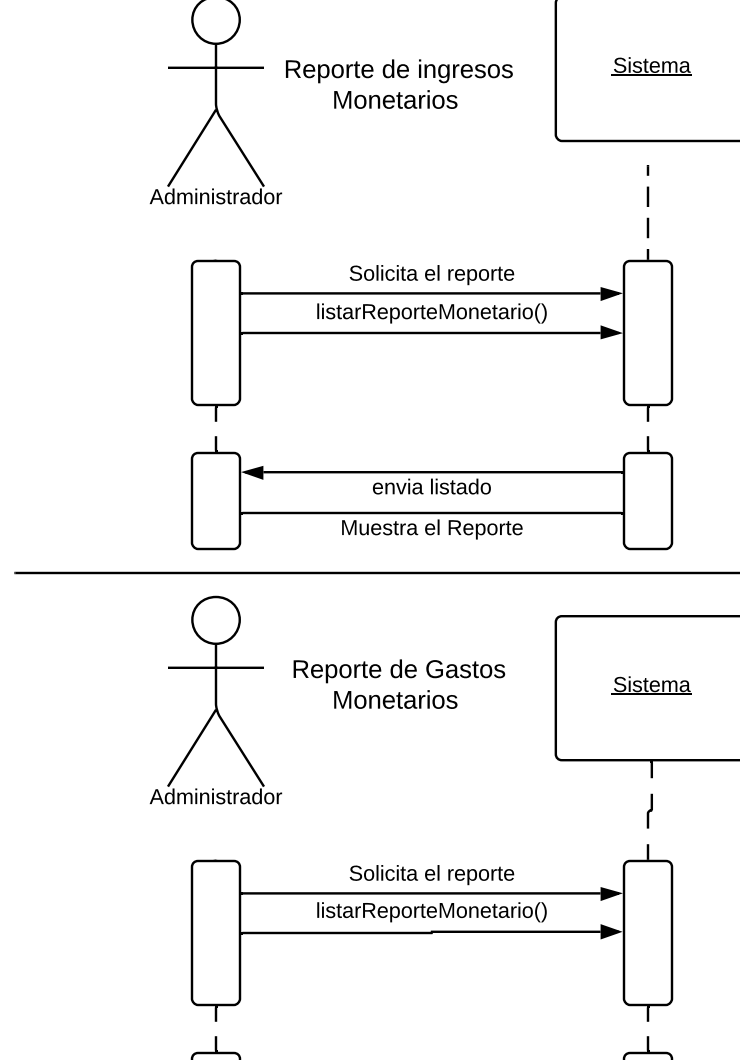 Reporte de ingresos
Monetarios
Sistema
Administrador
Solicita el reporte
listarReporteMonetario()
envia listado
Muestra el Reporte
Reporte de Gastos
Monetarios
Sistema
Administrador
Solicita el reporte
listarReporteMonetario()